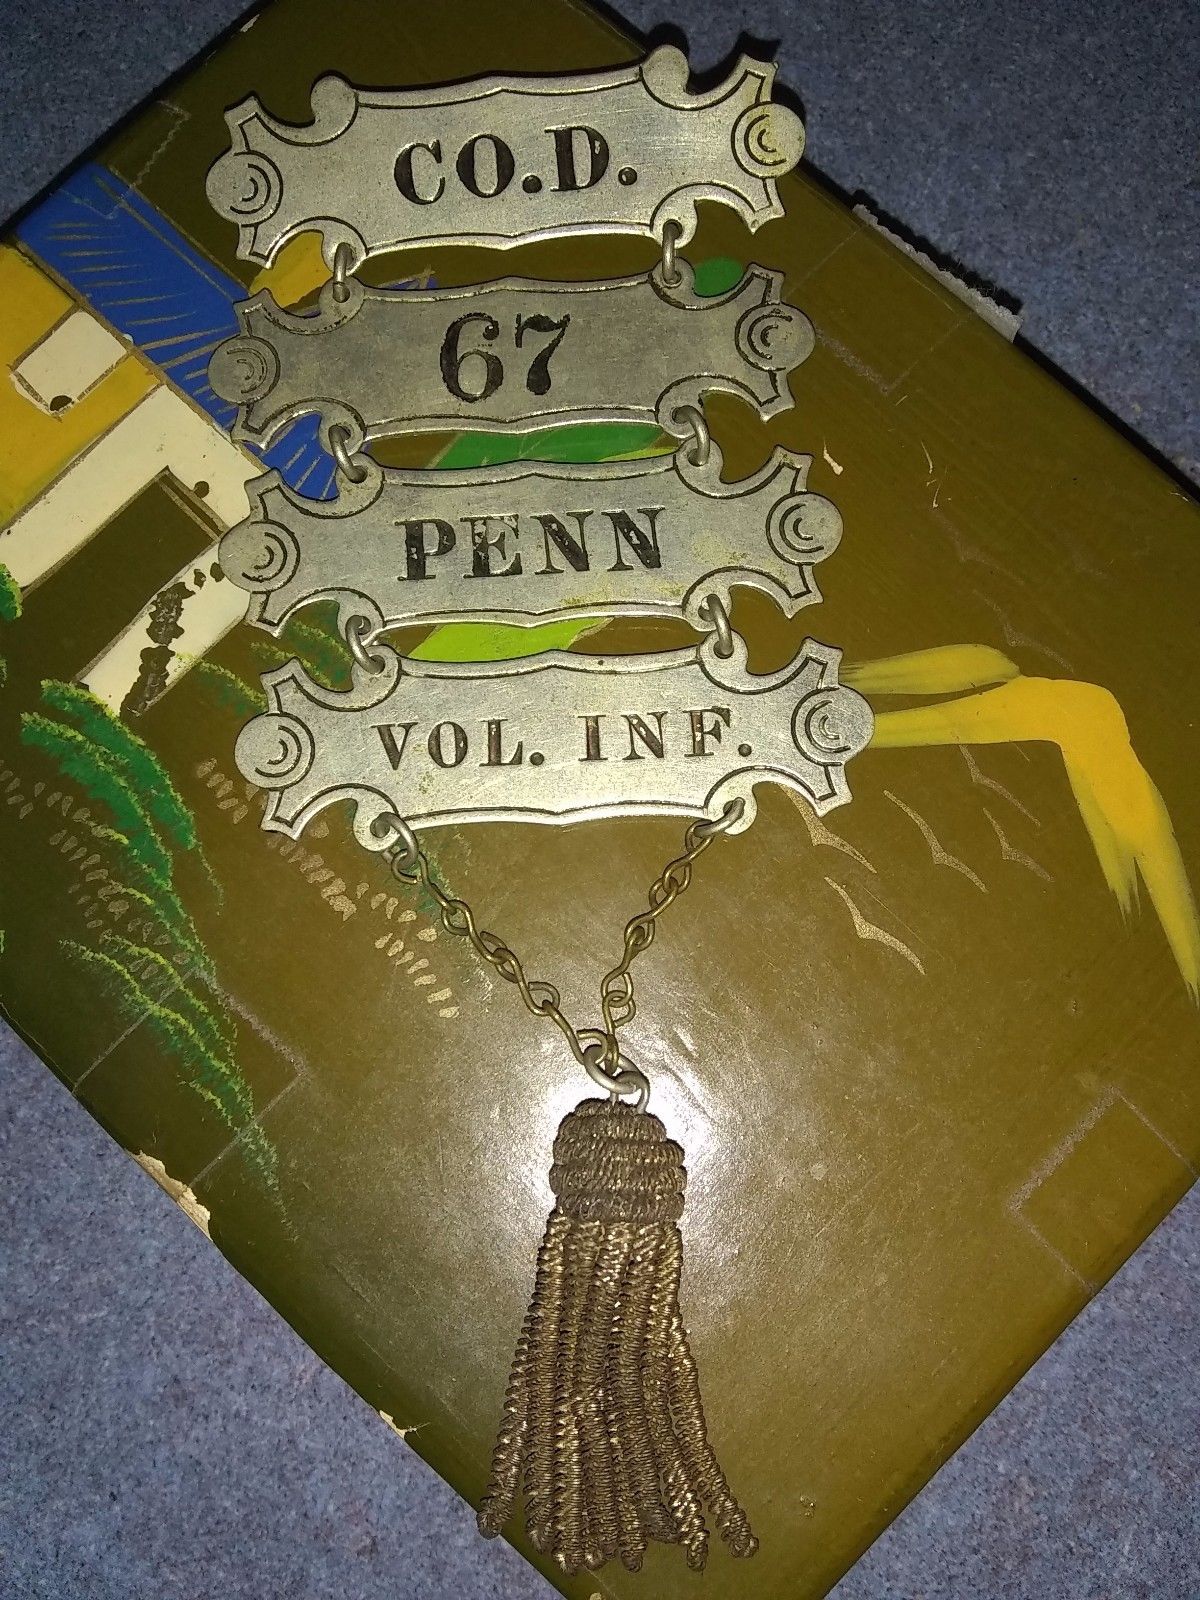 CO.D.
67
PENN
VOL. INF.